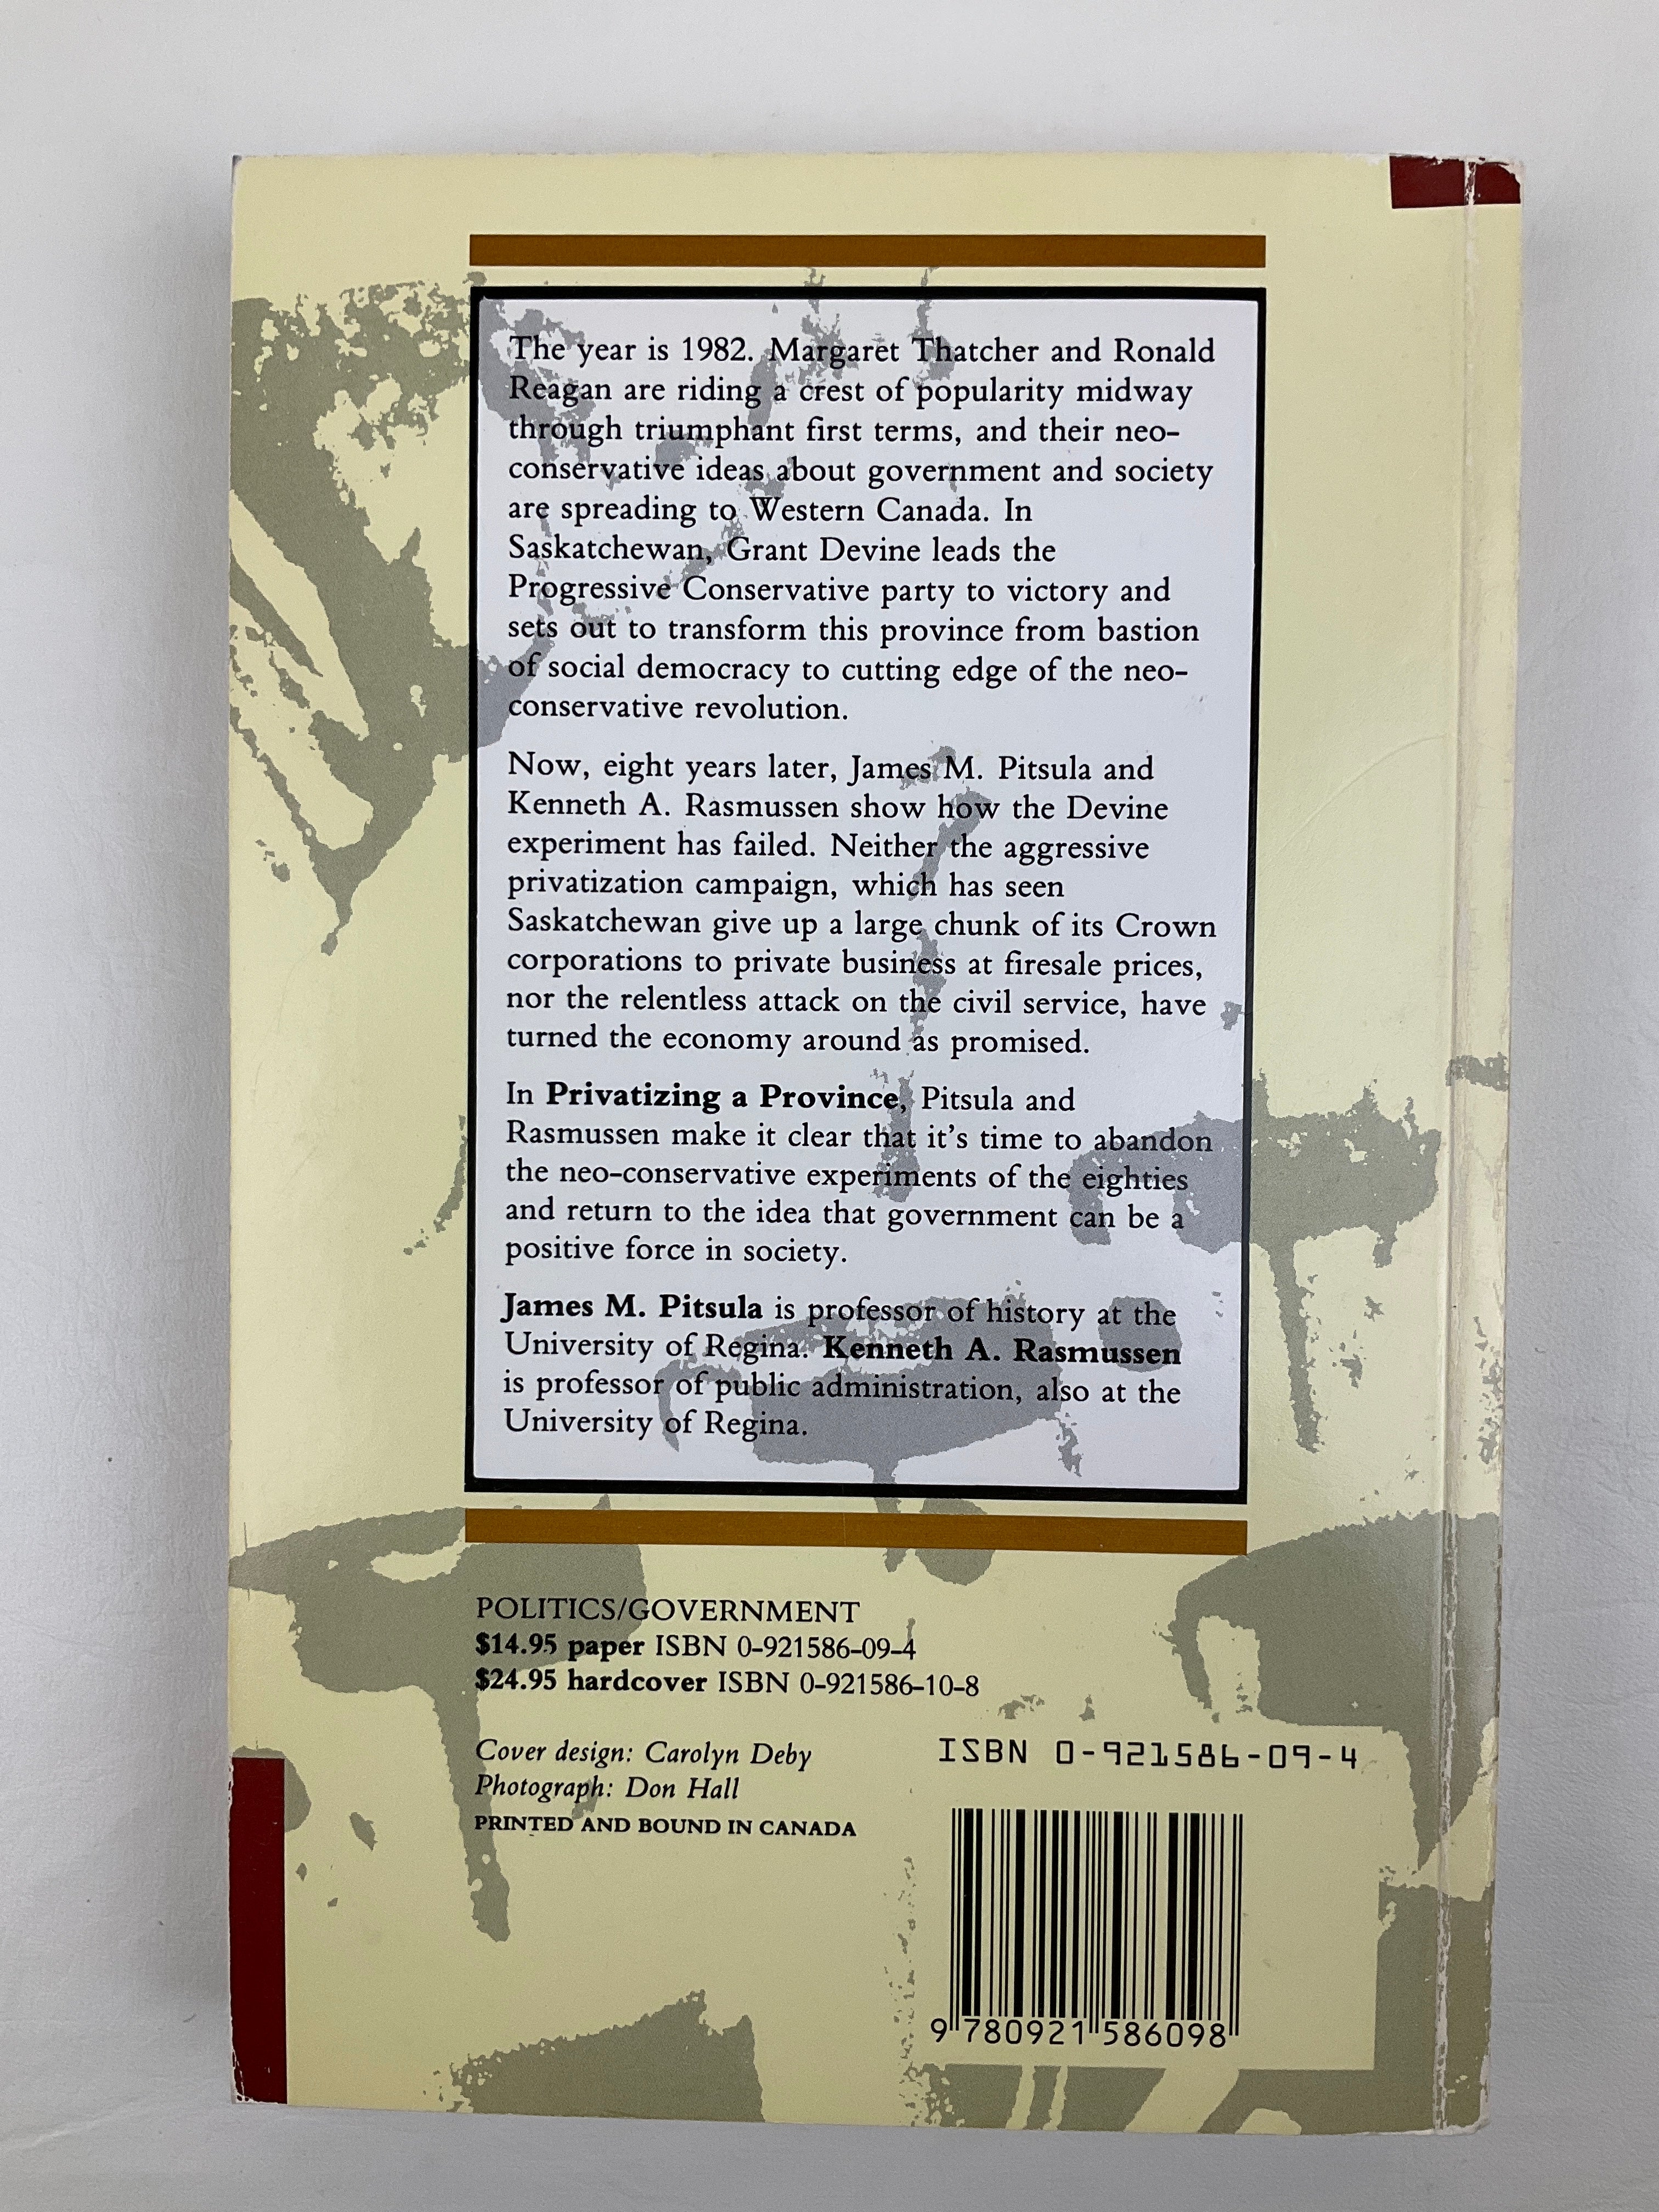 The year is 1982. Margaret Thatcher and Ronald
Reagan are riding a crest of popularity midway
through triumphant first terms, and their neo-
conservative ideas about government and society
are spreading to Western Canada. In
Saskatchewan, Grant Devine leads the
Progressive Conservative party to victory and
sets out to transform this province from bastion
of social democracy to cutting edge of the neo-
conservative revolution.
Now, eight years later, James M. Pitsula and
Kenneth A. Rasmussen show how the Devine
experiment has failed. Neither the aggressive
privatization campaign, which has seen
Saskatchewan give up a large chunk of its Crown
corporations to private business at firesale prices,
nor the relentless attack on the civil service, have
turned the economy around as promised.
In Privatizing a Province, Pitsula and
Rasmussen make it clear that it's time to abandon
the neo-conservative experiments of the eighties
and return to the idea that government can be a
positive force in society.
James M. Pitsula is professor of history at the
University of Regina. Kenneth A. Rasmussen
is professor of public administration, also at the
University of Regina.
POLITICS/GOVERNMENT
$14.95 paper ISBN 0-921586-09-4
$24.95 hardcover ISBN 0-921586-10-8
Cover design: Carolyn Deby
Photograph: Don Hall
PRINTED AND BOUND IN CANADA
ISBN 0-921586-09-4
9 780921 586098